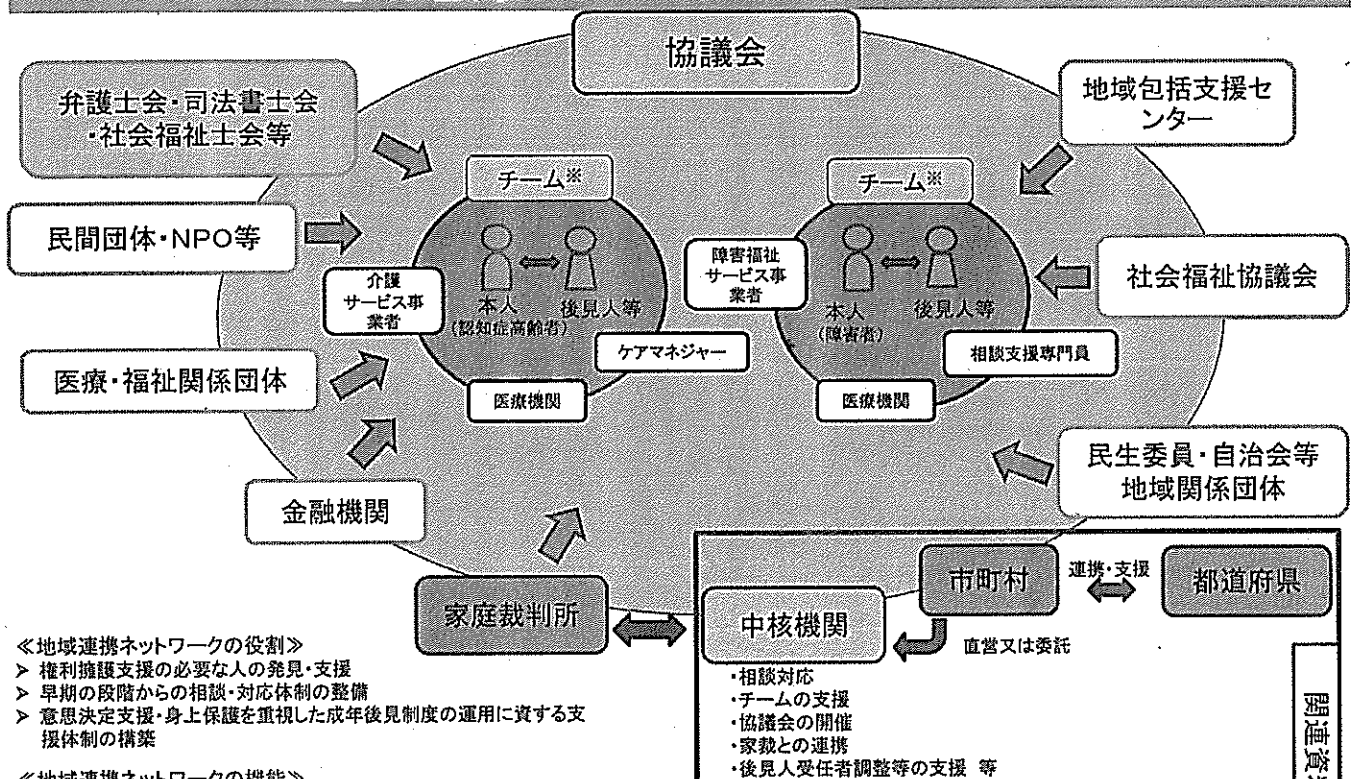 協議会
弁護士会・司法書士会
・社会福祉士会等
地域包括支援セ
ンター
チーム※
チーム※
民間団体・NPO等
介護
サービス事
業者
本人
(認知症高齢者)
後見人等
障害福祉
サービス事
業者
本人
(障害者)
後見人等
社会福祉協議会
ケアマネジャー
相談支援専門員
医療・福祉関係団体
医療機関
医療機関
民生委員・自治会等
地域関係団体
金融機関
市町村
連携・支援
都道府県
家庭裁判所
中核機関
直営又は委託
≪地域連携ネットワークの役割≫
➢ 権利擁護支援の必要な人の発見・支援
➢ 早期の段階からの相談・対応体制の整備
➢ 意思決定支援・身上保護を重視した成年後見制度の運用に資する支
援体制の構築
・相談対応
・チームの支援
・協議会の開催
・家裁との連携
・後見人受任者調整等の支援 等
関連資
≪地域連携ネットワークの機能≫